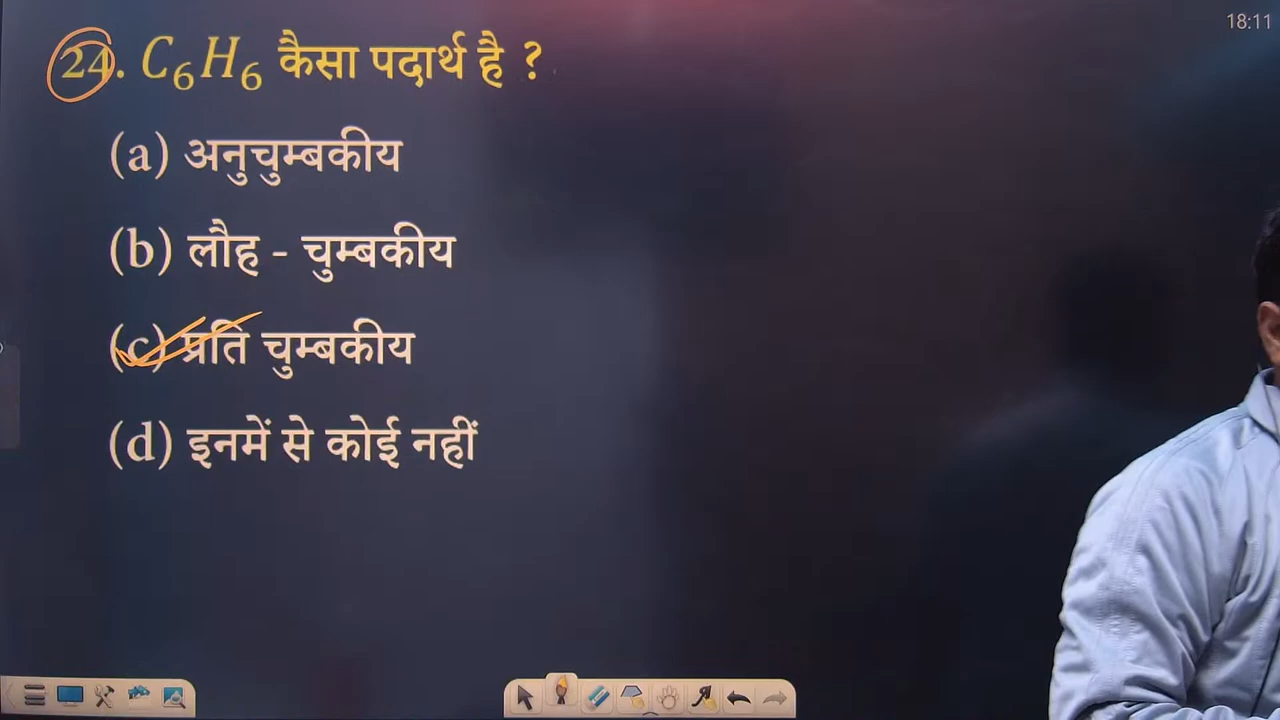 18:11
24. C₆H₆ कैसा पदार्थ है ?
(a) अनुचुम्बकीय
(b) लौह - चुम्बकीय
(c) प्रति चुम्बकीय
(d) इनमें से कोई नहीं